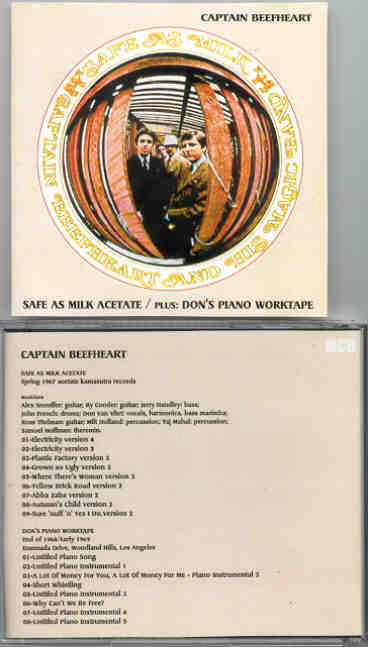 CAPTAIN BEEFHEART
SAFE AS MILK
CAPTAIN BEEFHEART AND HIS MAGIC BAND
SAFE AS MILK ACETATE / PLUS: DON'S PIANO WORKTAPE
CAPTAIN BEEFHEART
SAFE AS MILK ACETATE
Spring 1967 acetate kamasutra records
Musicians
Alex Snouffer: guitar; Ry Cooder: guitar; Jerry Handley: bass;
John French: drums; Don Van Vliet: vocals, harmonica, bass marimba;
Russ Titelman: guitar; Milt Holland: percussion; Taj Mahal: percussion;
Samuel Hoffman: theremin.
01-Electricity version 4
02-Electricity version 3
03-Plastic Factory version 2
04-Grown so Ugly version 2
05-Where There's Woman version 2
06-Yellow Brick Road version 2
07-Abba Zaba version 2
08-Autumn's Child version 2
09-Sure 'Nuff 'n' Yes I Do,version 2
DON'S PIANO WORKTAPE
End of 1968/Early 1969
Ensenada Drive, Woodland Hills, Los Angeles
01-Untitled Piano Song
02-Untitled Piano Instrumental 1
03-A Lot Of Money For You, A Lot Of Money For Me - Piano Instrumental 3
04-Short Whistling
05-Untitled Piano Instrumental 2
06-Why Can't We Be Free?
07-Untitled Piano Instrumental 4
08-Untitled Piano Instrumental 5